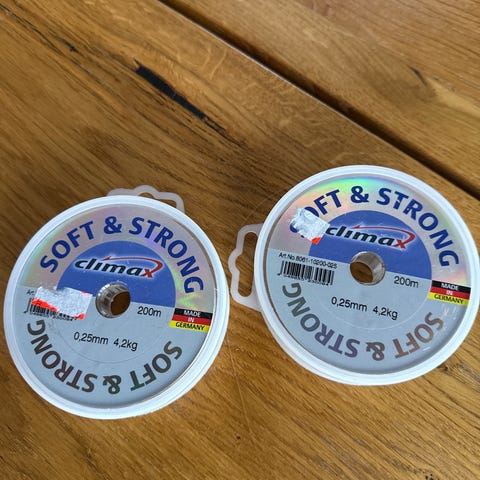 SOFT & STRONG
climax
200m
MADE
IN
GERMANY
0,25mm 4,2kg
SOFT & STRONG
SOFT & STRONG
climax
Art.No.8061-10200-025
200m
MADE
IN
GERMANY
0,25mm 4,2kg
SOFT & STRONG